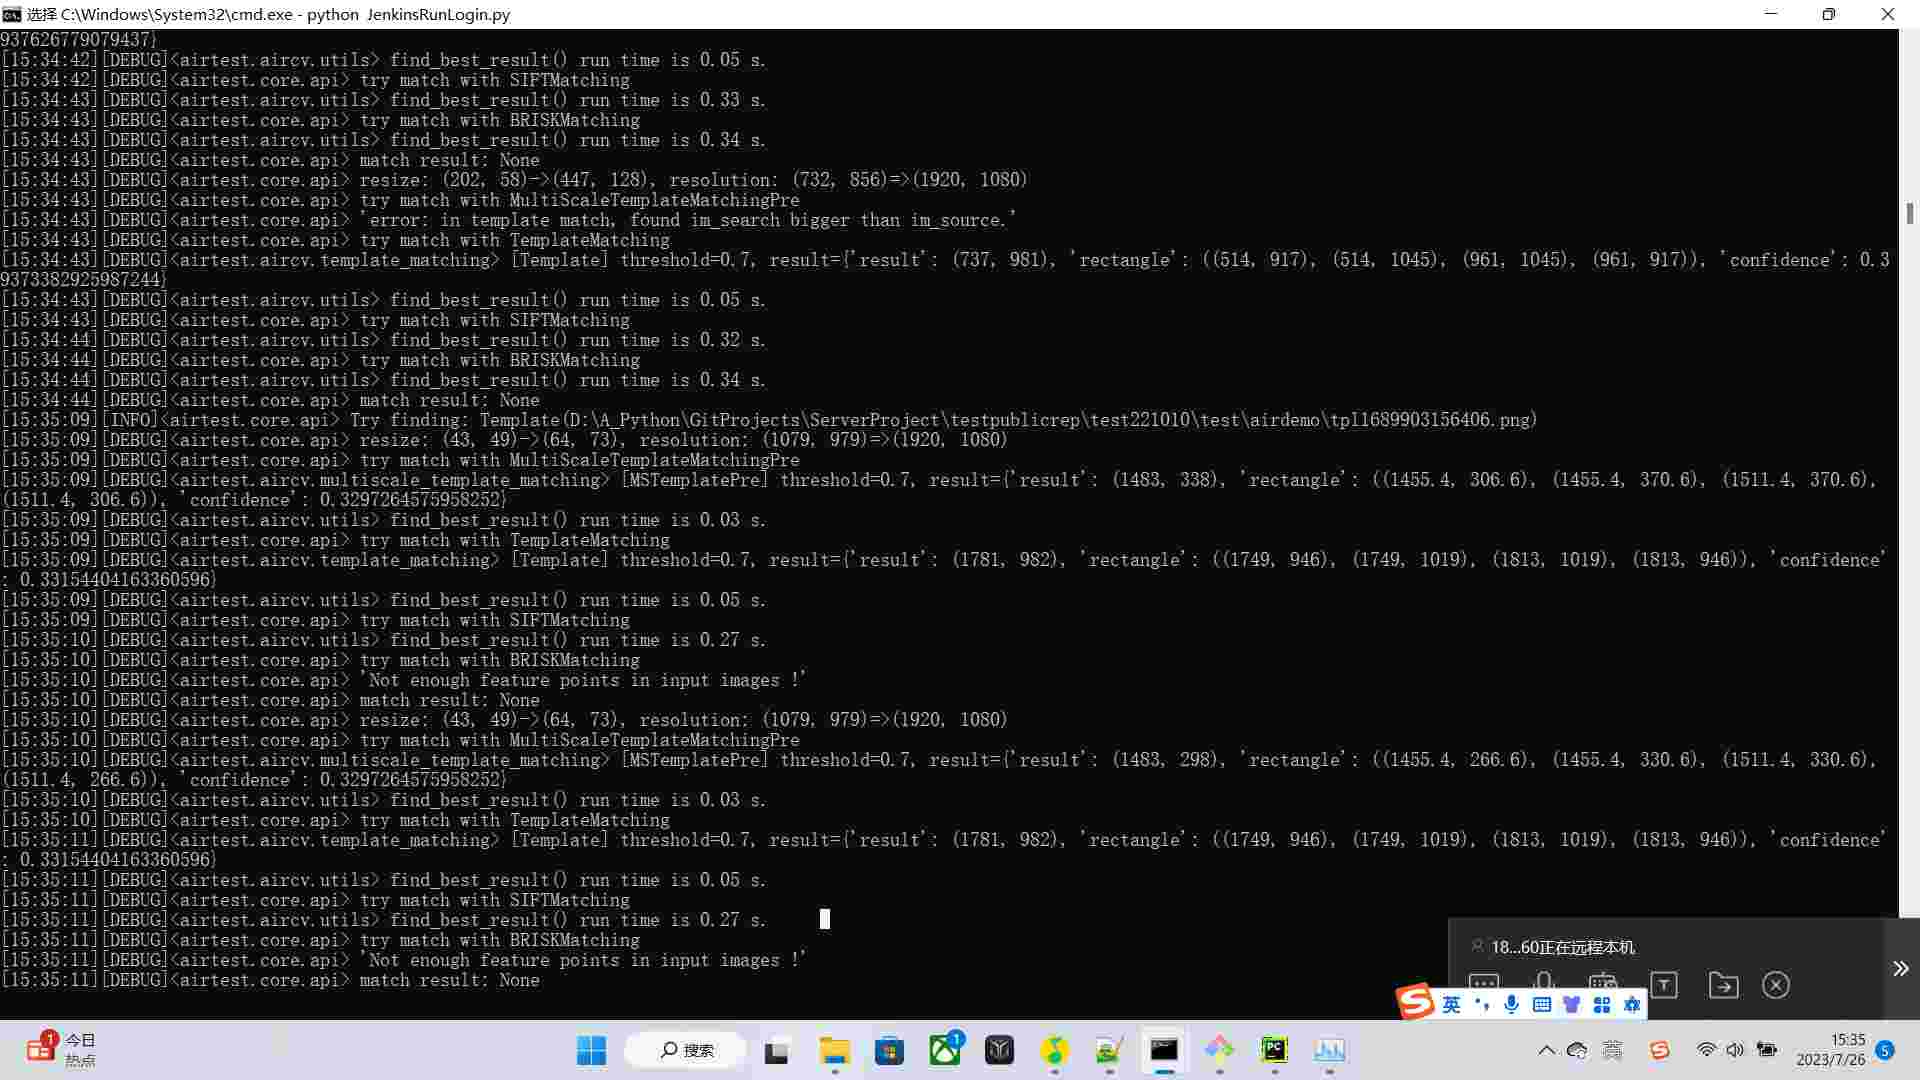 选择 C:\Windows\System32\cmd.exe - python  JenkinsRunLogin.py
937626779079437}
[15:34:42][DEBUG]<airtest.aircv.utils> find_best_result() run time is 0.05 s.
[15:34:42][DEBUG]<airtest.core.api> try match with SIFTMatching
[15:34:43][DEBUG]<airtest.aircv.utils> find_best_result() run time is 0.33 s.
[15:34:43][DEBUG]<airtest.core.api> try match with BRISKMatching
[15:34:43][DEBUG]<airtest.aircv.utils> find_best_result() run time is 0.34 s.
[15:34:43][DEBUG]<airtest.core.api> match result: None
[15:34:43][DEBUG]<airtest.core.api> resize: (202, 58)->(447, 128), resolution: (732, 856)=>(1920, 1080)
[15:34:43][DEBUG]<airtest.core.api> try match with MultiScaleTemplateMatchingPre
[15:34:43][DEBUG]<airtest.core.api> 'error: in template match, found im_search bigger than im_source.'
[15:34:43][DEBUG]<airtest.core.api> try match with TemplateMatching
[15:34:43][DEBUG]<airtest.aircv.template_matching> [Template] threshold=0.7, result={'result': (737, 981), 'rectangle': ((514, 917), (514, 1045), (961, 1045), (961, 917)), 'confidence': 0.3
9373382925987244}
[15:34:43][DEBUG]<airtest.aircv.utils> find_best_result() run time is 0.05 s.
[15:34:43][DEBUG]<airtest.core.api> try match with SIFTMatching
[15:34:44][DEBUG]<airtest.aircv.utils> find_best_result() run time is 0.32 s.
[15:34:44][DEBUG]<airtest.core.api> try match with BRISKMatching
[15:34:44][DEBUG]<airtest.aircv.utils> find_best_result() run time is 0.34 s.
[15:34:44][DEBUG]<airtest.core.api> match result: None
[15:35:09][INFO]<airtest.core.api> Try finding: Template(D:\A_Python\GitProjects\ServerProject\testpublicrep\test221010\test\airdemo\tpl1689903156406.png)
[15:35:09][DEBUG]<airtest.core.api> resize: (43, 49)->(64, 73), resolution: (1079, 979)=>(1920, 1080)
[15:35:09][DEBUG]<airtest.core.api> try match with MultiScaleTemplateMatchingPre
[15:35:09][DEBUG]<airtest.aircv.multiscale_template_matching> [MSTemplatePre] threshold=0.7, result={'result': (1483, 338), 'rectangle': ((1455.4, 306.6), (1455.4, 370.6), (1511.4, 370.6),
(1511.4, 306.6)), 'confidence': 0.3297264575958252}
[15:35:09][DEBUG]<airtest.aircv.utils> find_best_result() run time is 0.03 s.
[15:35:09][DEBUG]<airtest.core.api> try match with TemplateMatching
[15:35:09][DEBUG]<airtest.aircv.template_matching> [Template] threshold=0.7, result={'result': (1781, 982), 'rectangle': ((1749, 946), (1749, 1019), (1813, 1019), (1813, 946)), 'confidence'
: 0.33154404163360596}
[15:35:09][DEBUG]<airtest.aircv.utils> find_best_result() run time is 0.05 s.
[15:35:09][DEBUG]<airtest.core.api> try match with SIFTMatching
[15:35:10][DEBUG]<airtest.aircv.utils> find_best_result() run time is 0.27 s.
[15:35:10][DEBUG]<airtest.core.api> try match with BRISKMatching
[15:35:10][DEBUG]<airtest.core.api> 'Not enough feature points in input images !'
[15:35:10][DEBUG]<airtest.core.api> match result: None
[15:35:10][DEBUG]<airtest.core.api> resize: (43, 49)->(64, 73), resolution: (1079, 979)=>(1920, 1080)
[15:35:10][DEBUG]<airtest.core.api> try match with MultiScaleTemplateMatchingPre
[15:35:10][DEBUG]<airtest.aircv.multiscale_template_matching> [MSTemplatePre] threshold=0.7, result={'result': (1483, 298), 'rectangle': ((1455.4, 266.6), (1455.4, 330.6), (1511.4, 330.6),
(1511.4, 266.6)), 'confidence': 0.3297264575958252}
[15:35:10][DEBUG]<airtest.aircv.utils> find_best_result() run time is 0.03 s.
[15:35:10][DEBUG]<airtest.core.api> try match with TemplateMatching
[15:35:11][DEBUG]<airtest.aircv.template_matching> [Template] threshold=0.7, result={'result': (1781, 982), 'rectangle': ((1749, 946), (1749, 1019), (1813, 1019), (1813, 946)), 'confidence'
: 0.33154404163360596}
[15:35:11][DEBUG]<airtest.aircv.utils> find_best_result() run time is 0.05 s.
[15:35:11][DEBUG]<airtest.core.api> try match with SIFTMatching
[15:35:11][DEBUG]<airtest.aircv.utils> find_best_result() run time is 0.27 s.
[15:35:11][DEBUG]<airtest.core.api> try match with BRISKMatching
[15:35:11][DEBUG]<airtest.core.api> 'Not enough feature points in input images !'
[15:35:11][DEBUG]<airtest.core.api> match result: None
18...60正在远程本机
英
1
今日
热点
搜索
1
PC
英
15:35
2023/7/26
5